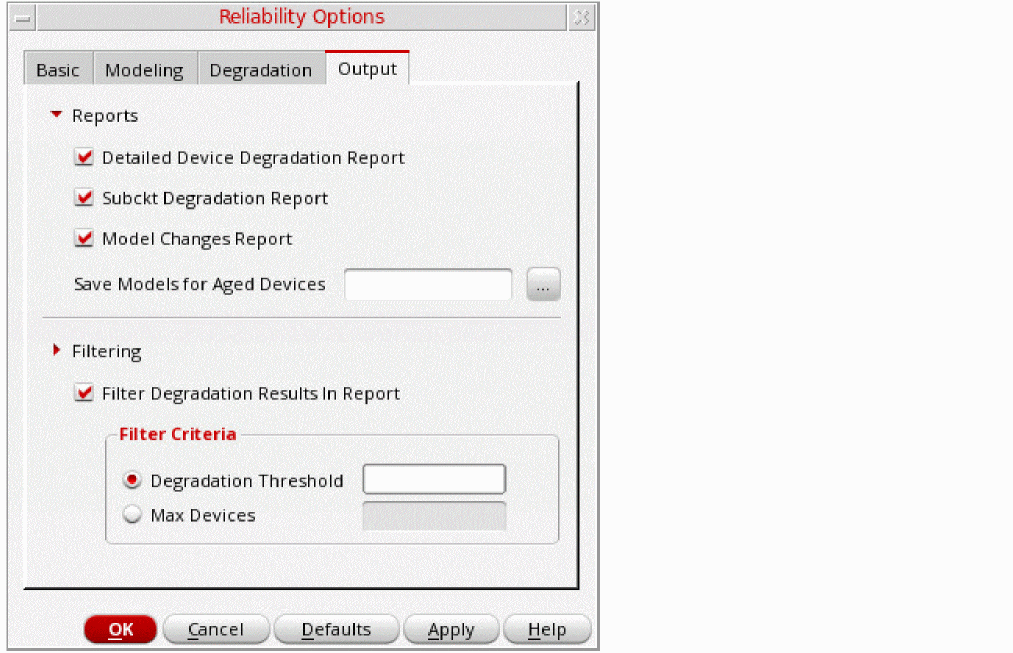 Reliability Options
Basic Modeling Degradation Output
Reports
Detailed Device Degradation Report
Subckt Degradation Report
Model Changes Report
Save Models for Aged Devices ...
Filtering
Filter Degradation Results In Report
Filter Criteria
Degradation Threshold
Max Devices
OK Cancel Defaults Apply Help